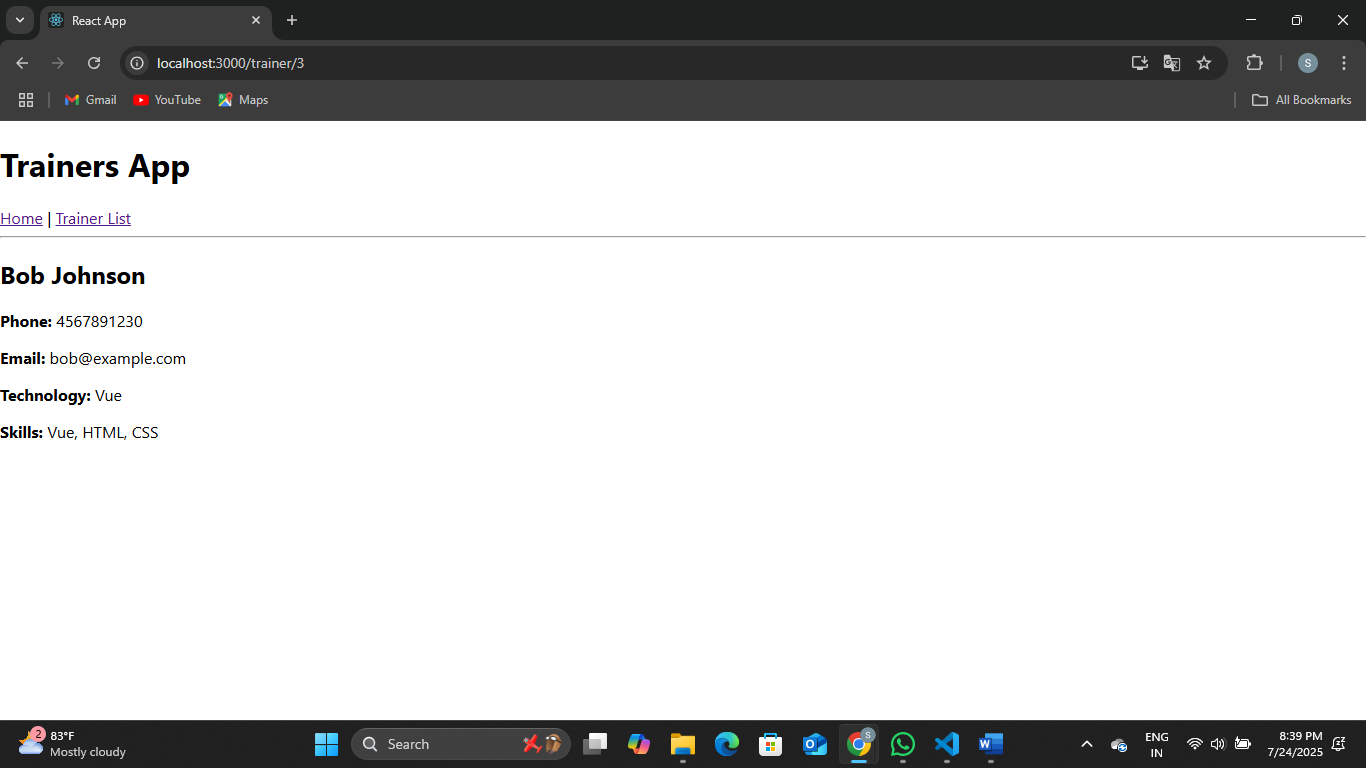 React App
localhost:3000/trainer/3
S
Gmail
YouTube
Maps
All Bookmarks
Trainers App
Home | Trainer List
Bob Johnson
Phone: 4567891230
Email: bob@example.com
Technology: Vue
Skills: Vue, HTML, CSS
2
83°F
Mostly cloudy
Search
S
ENG
IN
8:39 PM
7/24/2025